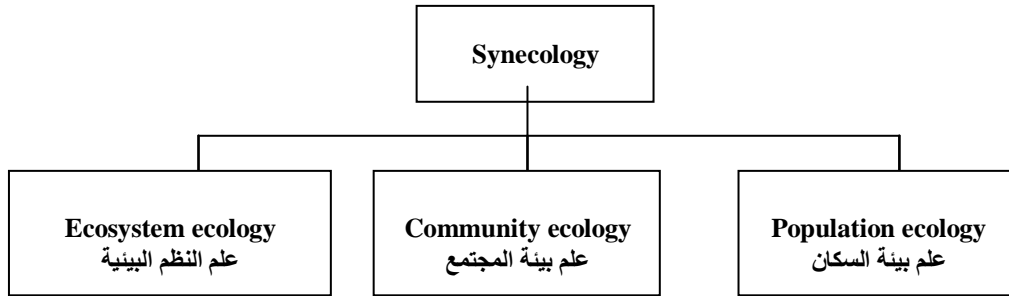 Synecology
Ecosystem ecology
علم النظم البيئية
Community ecology
علم بيئة المجتمع
Population ecology
علم بيئة السكان